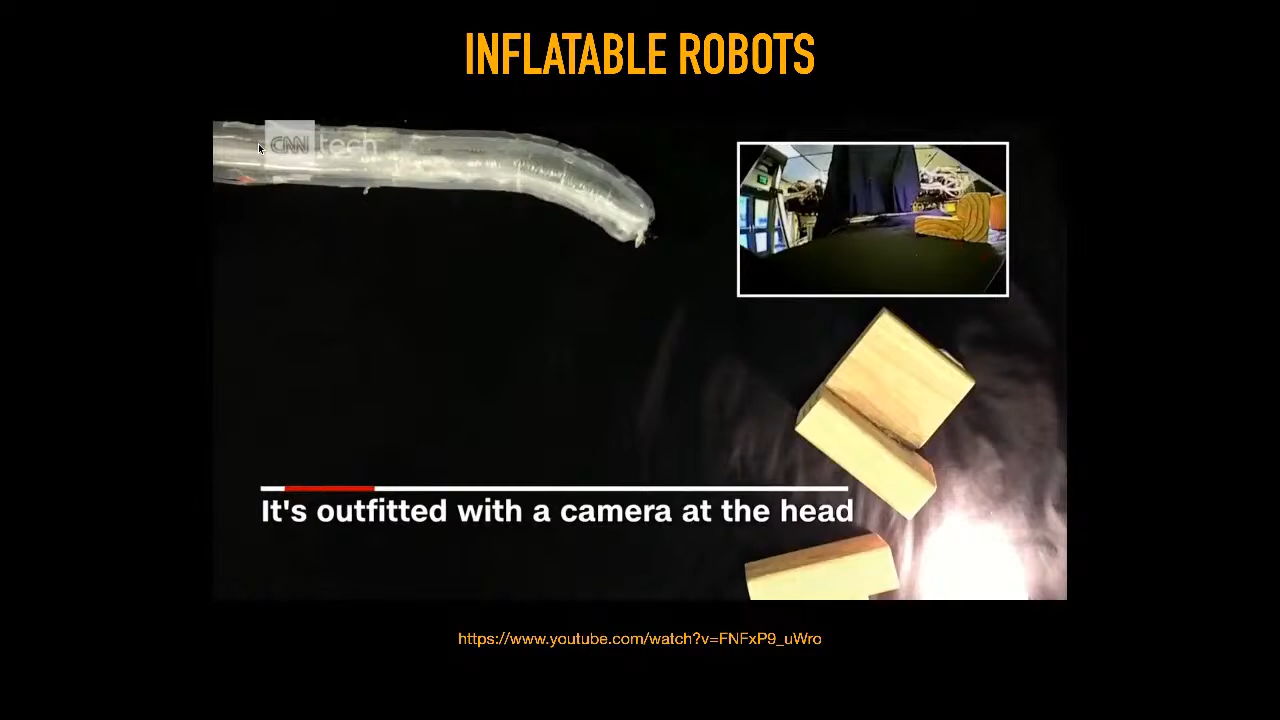 INFLATABLE ROBOTS
CNN tech
It's outfitted with a camera at the head
https://www.youtube.com/watch?v=FNFxP9_uWro